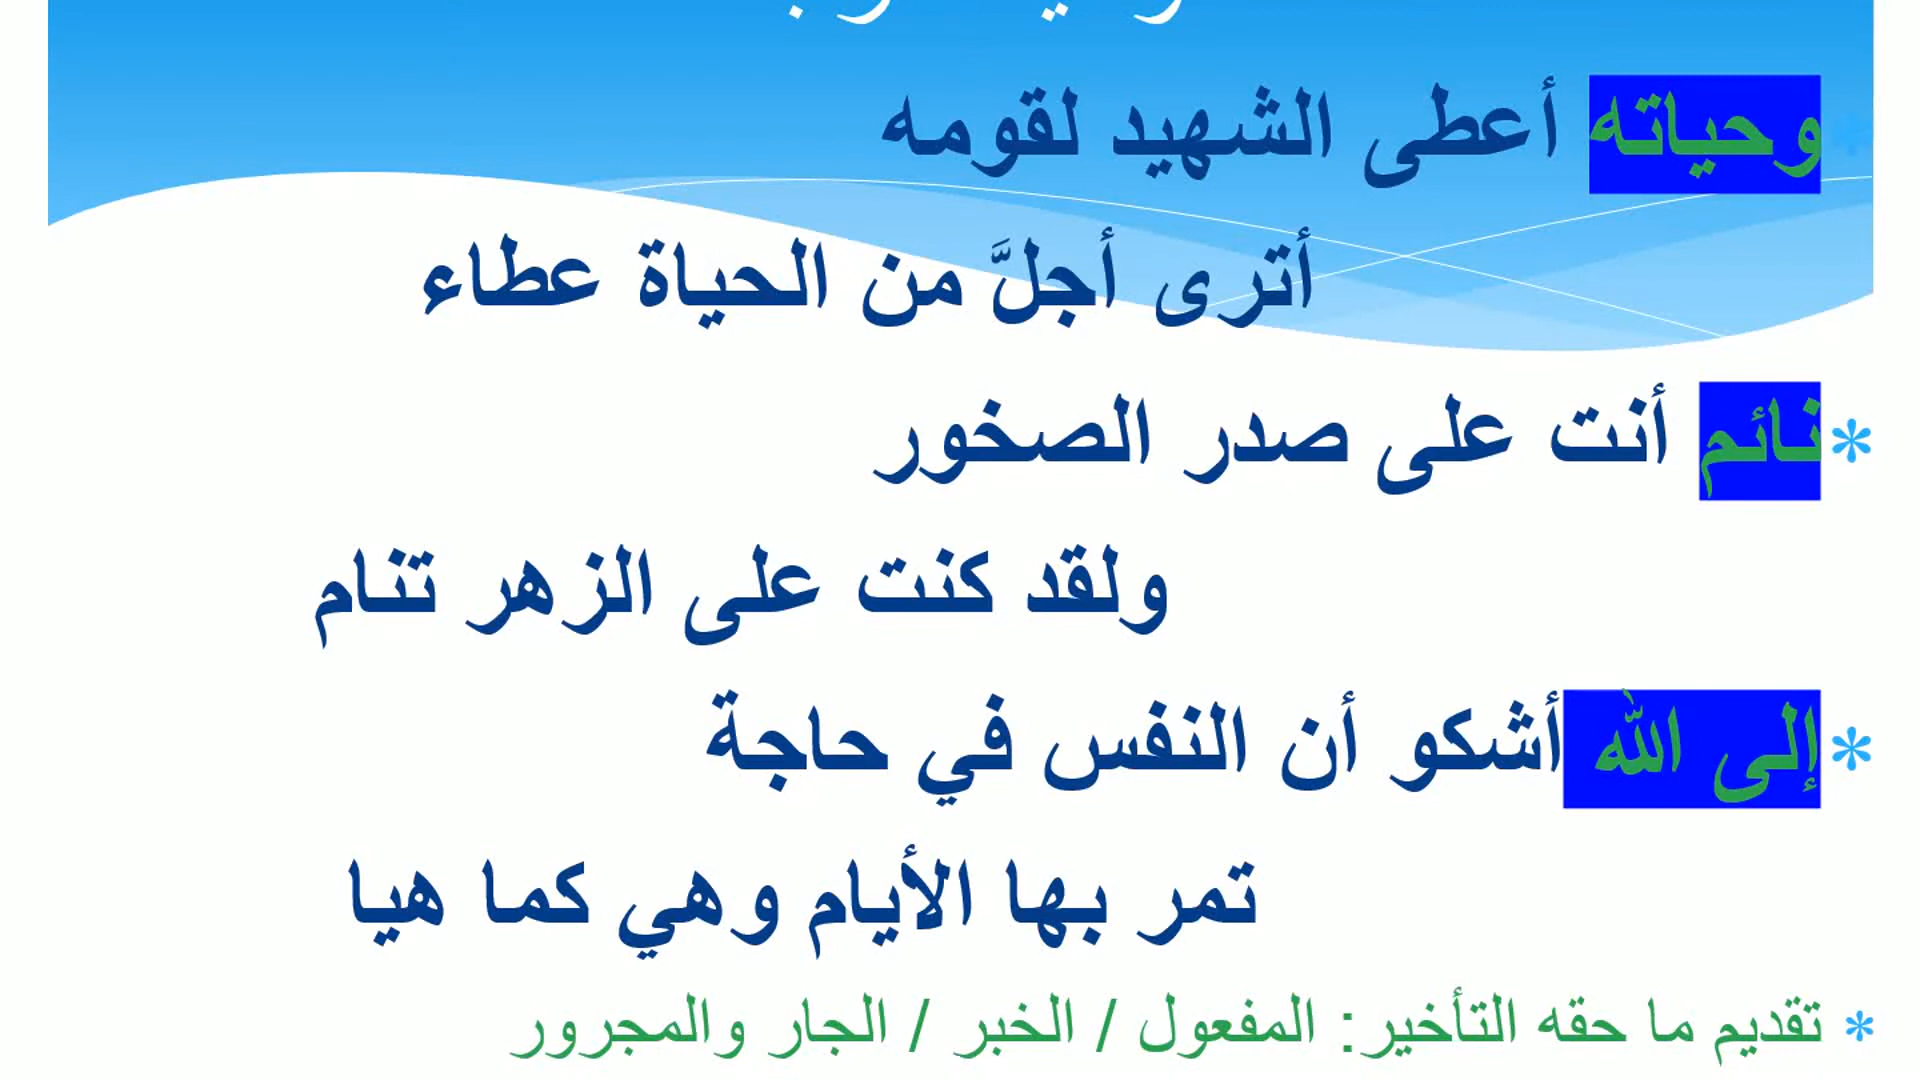 وحياته أعطى الشهيد لقومه
أترى أجلَّ من الحياة عطاء
* نائم أنت على صدر الصخور
ولقد كنت على الزهر تنام
* إلى الله أشكو أن النفس في حاجة
تمر بها الأيام وهي كما هيا
* تقديم ما حقه التأخير: المفعول / الخبر / الجار والمجرور